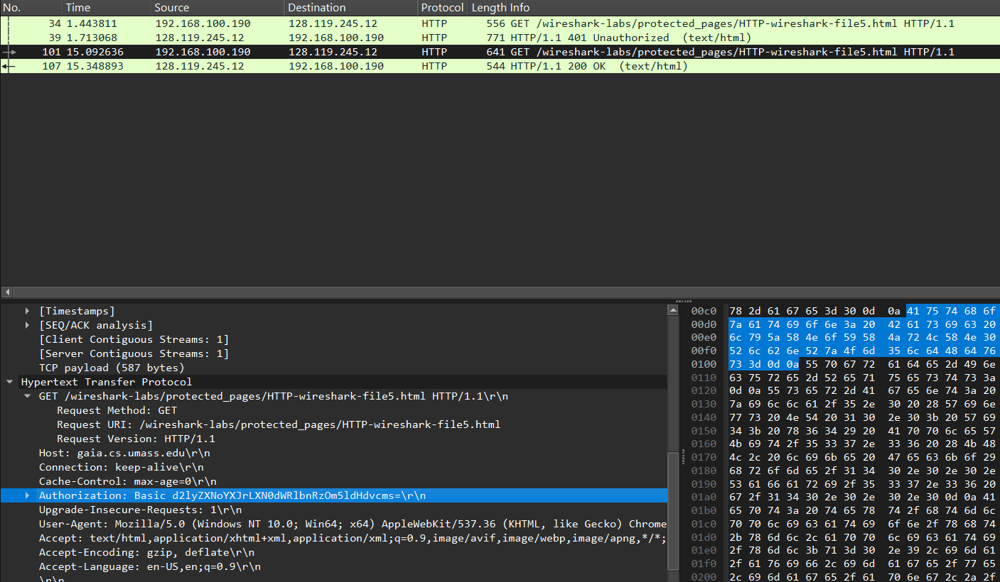 No. Time Source Destination Protocol Length Info
34 1.443811 192.168.100.190 128.119.245.12 HTTP 556 GET /wireshark-labs/protected_pages/HTTP-wireshark-file5.html HTTP/1.1
39 1.713068 128.119.245.12 192.168.100.190 HTTP 771 HTTP/1.1 401 Unauthorized (text/html)
101 15.092636 192.168.100.190 128.119.245.12 HTTP 641 GET /wireshark-labs/protected_pages/HTTP-wireshark-file5.html HTTP/1.1
107 15.348893 128.119.245.12 192.168.100.190 HTTP 544 HTTP/1.1 200 OK (text/html)
[Timestamps]
[SEQ/ACK analysis]
[Client Contiguous Streams: 1]
[Server Contiguous Streams: 1]
TCP payload (587 bytes)
Hypertext Transfer Protocol
GET /wireshark-labs/protected_pages/HTTP-wireshark-file5.html HTTP/1.1\r\n
Request Method: GET
Request URI: /wireshark-labs/protected_pages/HTTP-wireshark-file5.html
Request Version: HTTP/1.1
Host: gaia.cs.umass.edu\r\n
Connection: keep-alive\r\n
Cache-Control: max-age=0\r\n
Authorization: Basic d2lyZXNoYXJrLXN0dWRlbnRzOm5ldHdvcms=\r\n
Upgrade-Insecure-Requests: 1\r\n
User-Agent: Mozilla/5.0 (Windows NT 10.0; Win64; x64) AppleWebKit/537.36 (KHTML, like Gecko) Chrome
Accept: text/html,application/xhtml+xml,application/xml;q=0.9,image/avif,image/webp,image/apng,*/*;
Accept-Encoding: gzip, deflate\r\n
Accept-Language: en-US,en;q=0.9\r\n
\r\n
00c0 78 2d 61 67 65 3d 30 0d 0a 41 75 74 68 6f
00d0 7a 61 74 69 6f 6e 3a 20 42 61 73 69 63 20
00e0 6c 79 5a 58 4e 6f 59 58 4a 72 4c 58 4e 30
00f0 52 6c 62 6e 52 7a 4f 6d 35 6c 64 48 64 76
0100 73 3d 0d 0a 55 70 67 72 61 64 65 2d 49 6e
0110 63 75 72 65 2d 52 65 71 75 65 73 74 73 3a
0120 0d 0a 55 73 65 72 2d 41 67 65 6e 74 3a 20
0130 7a 69 6c 6c 61 2f 35 2e 30 20 28 57 69 6e
0140 77 73 20 4e 54 20 31 30 2e 30 3b 20 57 69
0150 34 3b 20 78 36 34 29 20 41 70 70 6c 65 57
0160 4b 69 74 2f 35 33 37 2e 33 36 20 28 4b 48
0170 4c 2c 20 6c 69 6b 65 20 47 65 63 6b 6f 29
0180 68 72 6f 6d 65 2f 31 34 30 2e 30 2e 30 2e
0190 53 61 66 61 72 69 2f 35 33 37 2e 33 36 20
01a0 67 2f 31 34 30 2e 30 2e 30 2e 30 0d 0a 41
01b0 65 70 74 3a 20 74 65 78 74 2f 68 74 6d 6c
01c0 70 70 6c 69 63 61 74 69 6f 6e 2f 78 68 74
01d0 2b 78 6d 6c 2c 61 70 70 6c 69 63 61 74 69
01e0 2f 78 6d 6c 3b 71 3d 30 2e 39 2c 69 6d 61
01f0 2f 61 76 69 66 2c 69 6d 61 67 65 2f 77 65
0200 2c 69 6d 61 67 65 2f 61 70 6e 67 2c 2a 2f